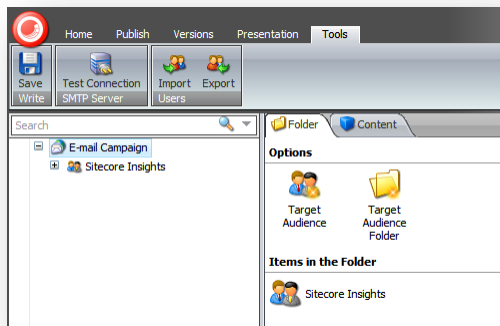 Home Publish Versions Presentation Tools
Save Test Connection Import Export
Write SMTP Server Users
Search
Folder Content
E-mail Campaign
Sitecore Insights
Options
Target Audience
Target Audience Folder
Items in the Folder
Sitecore Insights